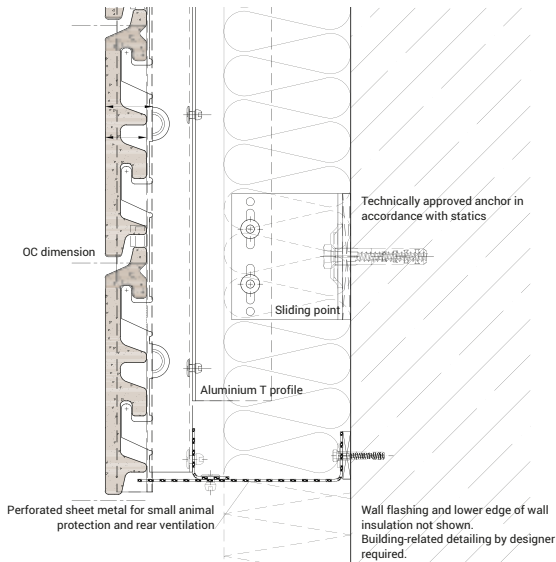 Technically approved anchor in
accordance with statics
OC dimension
Sliding point
Aluminium T profile
Perforated sheet metal for small animal
protection and rear ventilation
Wall flashing and lower edge of wall
insulation not shown.
Building-related detailing by designer
required.